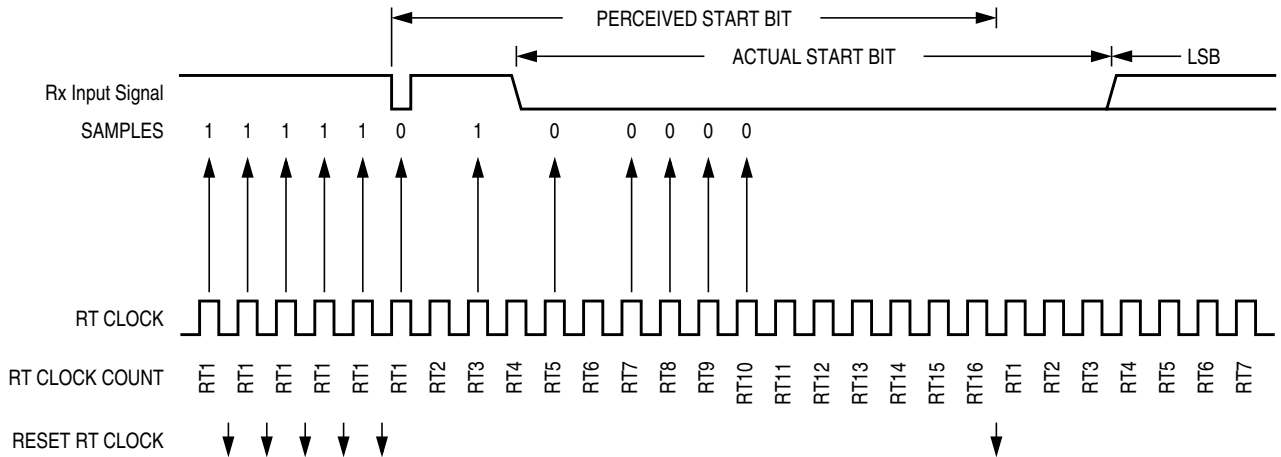 PERCEIVED START BIT
ACTUAL START BIT
LSB
Rx Input Signal
SAMPLES 1 1 1 1 1 0 1 0 0 0 0 0
RT CLOCK
RT CLOCK COUNT RT1 RT1 RT1 RT1 RT1 RT1 RT2 RT3 RT4 RT5 RT6 RT7 RT8 RT9 RT10 RT11 RT12 RT13 RT14 RT15 RT16 RT1 RT2 RT3 RT4 RT5 RT6 RT7
RESET RT CLOCK